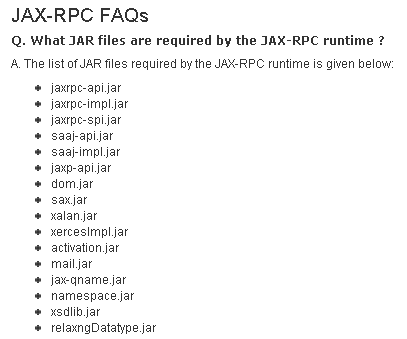 JAX-RPC FAQs
Q. What JAR files are required by the JAX-RPC runtime ?
A. The list of JAR files required by the JAX-RPC runtime is given below:
jaxrpc-api.jar
jaxrpc-impl.jar
jaxrpc-spi.jar
saaj-api.jar
saaj-impl.jar
jaxp-api.jar
dom.jar
sax.jar
xalan.jar
xercesImpl.jar
activation.jar
mail.jar
jax-qname.jar
namespace.jar
xsdlib.jar
relaxngDatatype.jar